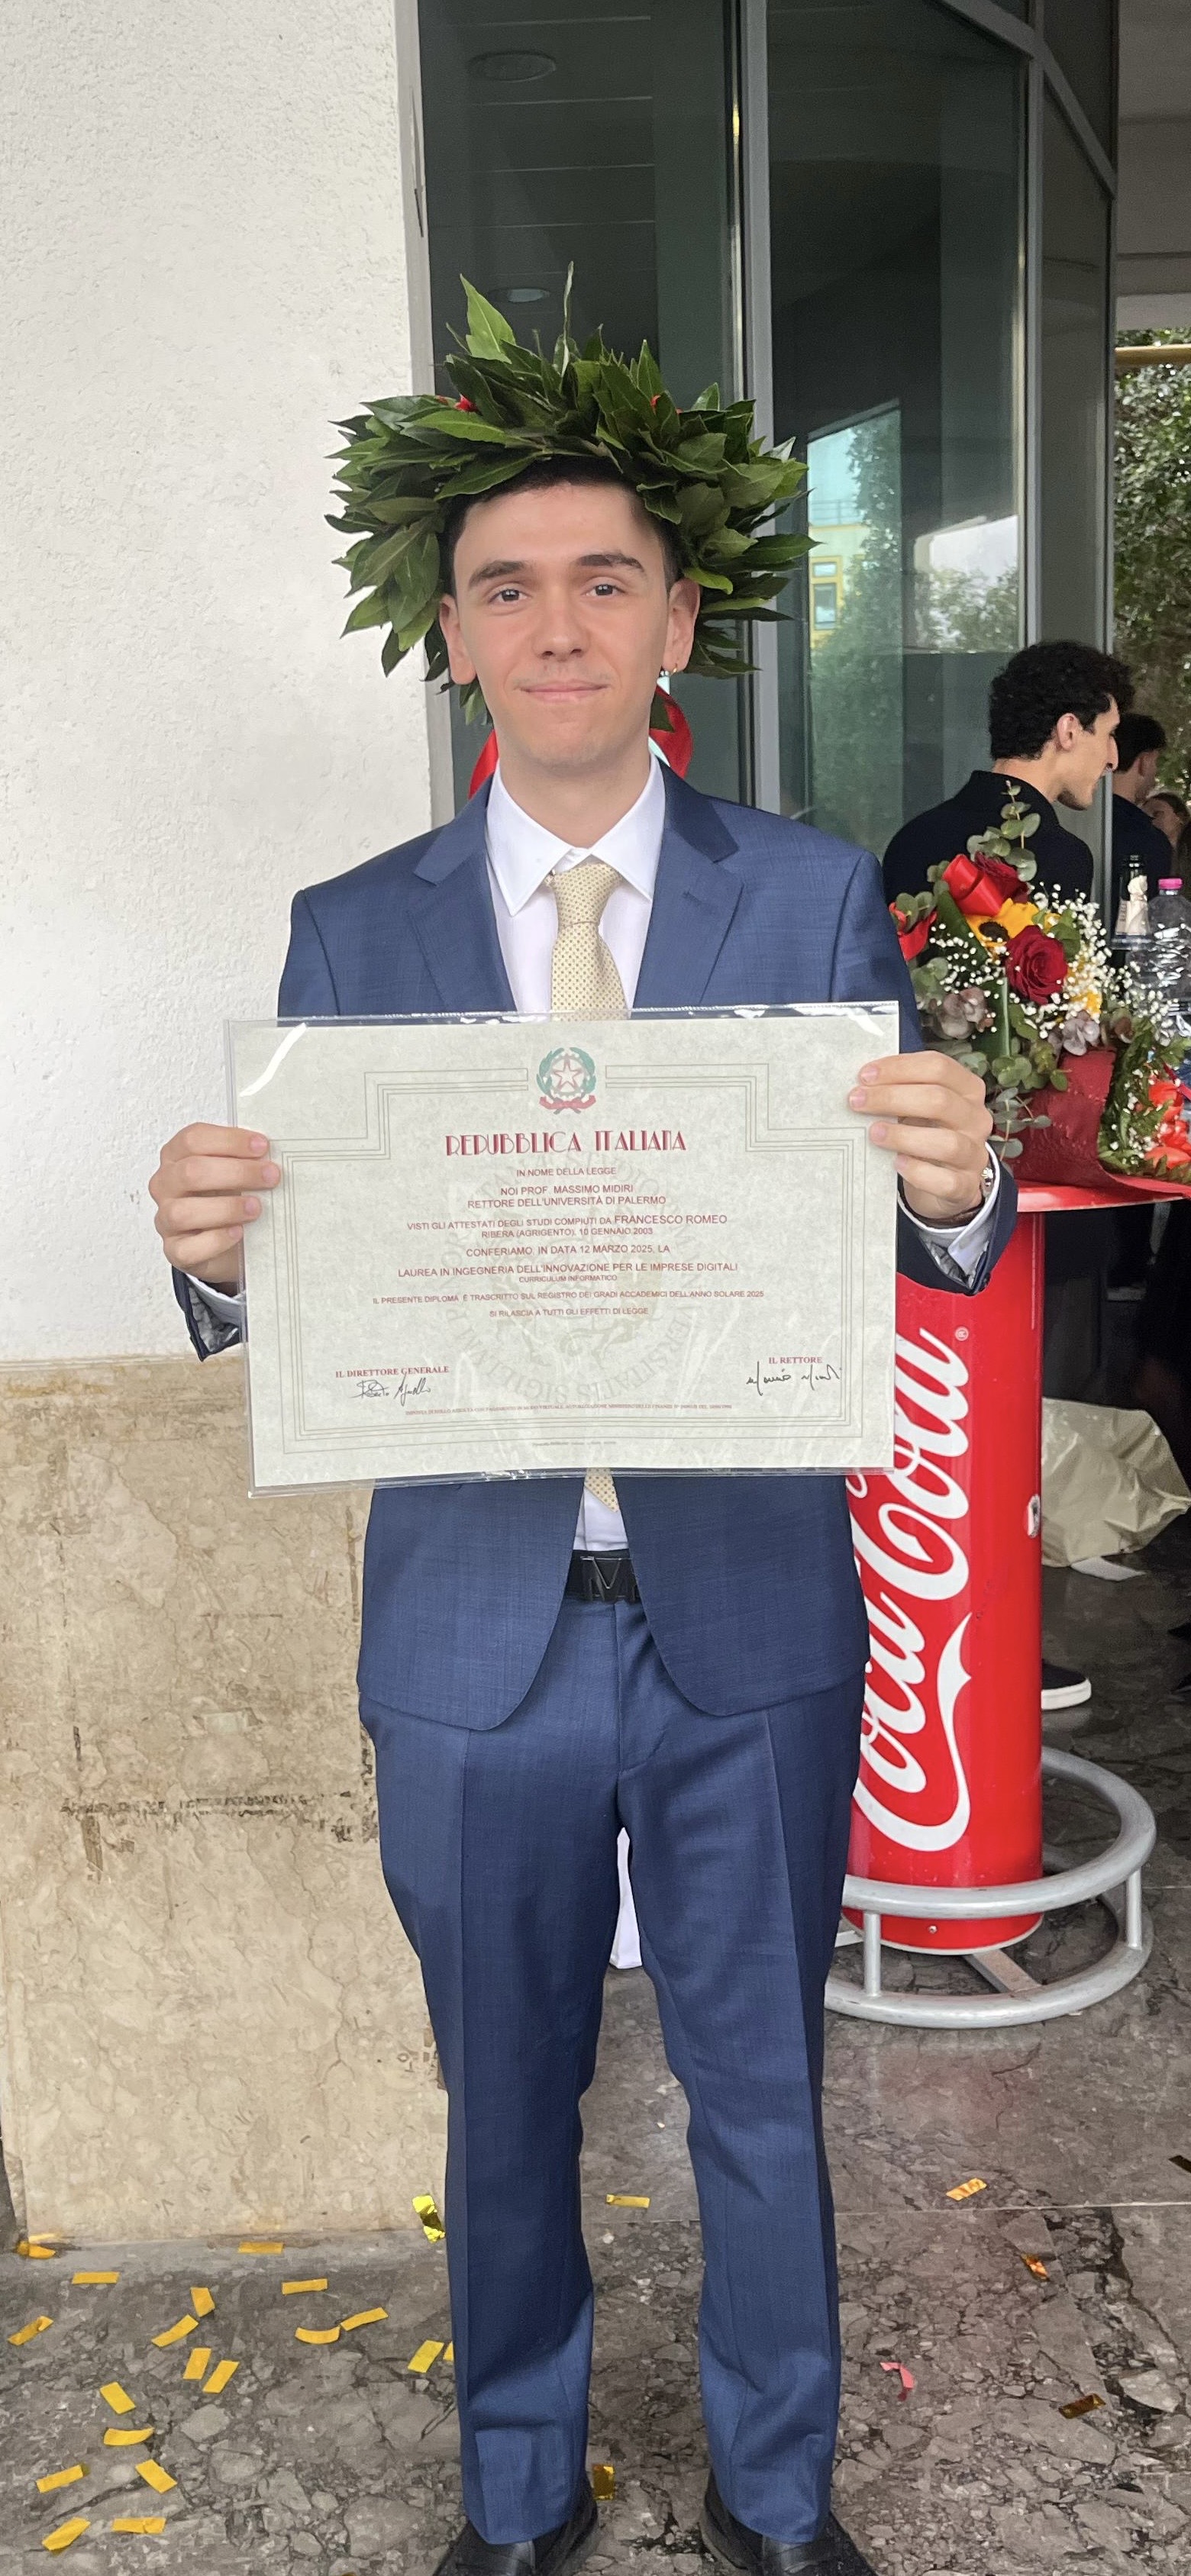 REPUBBLICA ITALIANA
IN NOME DELLA LEGGE
NOI PROF. MASSIMO MIDIRI
RETTORE DELL'UNIVERSITÀ DI PALERMO
VISTI GLI ATTESTATI DEGLI STUDI COMPIUTI DA FRANCESCO ROMEO
RIBERA (AGRIGENTO), 10 GENNAIO 2003
CONFERIAMO, IN DATA 12 MARZO 2025, LA
LAUREA IN INGEGNERIA DELL'INNOVAZIONE PER LE IMPRESE DIGITALI
CURRICULUM INFORMATICO
IL PRESENTE DIPLOMA È TRASCRITTO SUL REGISTRO DEI GRADI ACCADEMICI DELL'ANNO SOLARE 2025
SI RILASCIA A TUTTI GLI EFFETTI DI LEGGE
IL DIRETTORE GENERALE
IL RETTORE
Coca-Cola